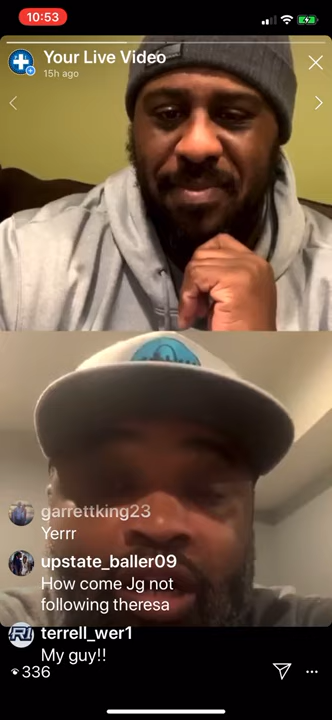 10:53
Your Live Video
15h ago
garrettking23
Yerrr
upstate_baller09
How come Jg not
following theresa
terrell_wer1
My guy!!
336